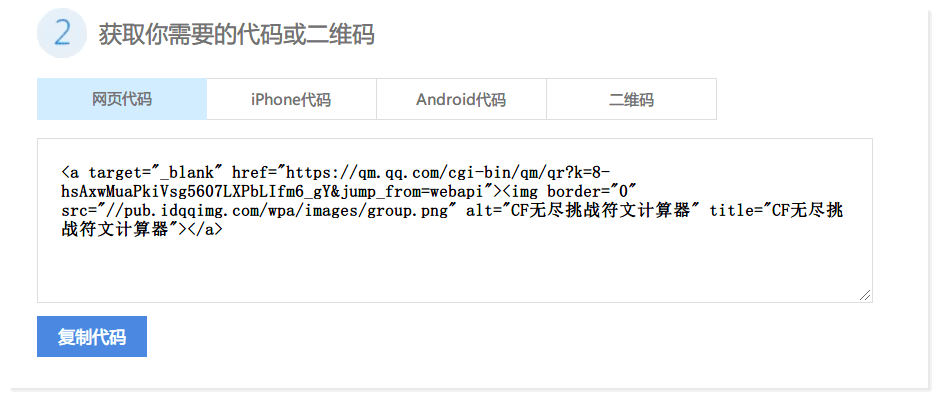 2 获取你需要的代码或二维码
网页代码 iPhone代码 Android代码 二维码
<a target="_blank" href="https://qm.qq.com/cgi-bin/qm/qr?k=8-
hsAxwMuaPkiVsg5607LXPbLIfm6_gY&jump_from=webapi"><img border="0"
src="//pub.idqqimg.com/wpa/images/group.png" alt="CF无尽挑战符文计算器" title="CF无尽挑
战符文计算器"></a>
复制代码